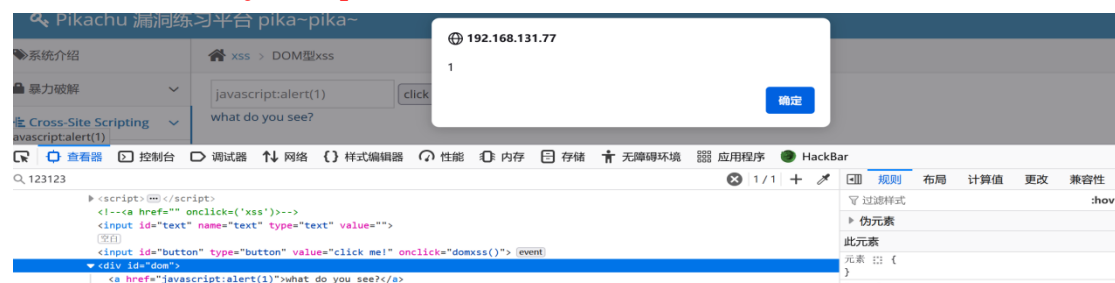 Pikachu 漏洞练习平台 pika~pika~
192.168.131.77
1
确定
系统介绍
xss > DOM型xss
暴力破解
javascript:alert(1)
click
Cross-Site Scripting
what do you see?
avascript:alert(1)
查看器 控制台 调试器 网络 样式编辑器 性能 内存 存储 无障碍环境 应用程序 HackBar
123123
1 / 1
规则 布局 计算值 更改 兼容性
<script>⋯</script>
过滤样式
:hov
<!--<a href="" onclick=('xss')>-->
伪元素
<input id="text" name="text" type="text" value="">
空白
此元素
<input id="button" type="button" value="click me!" onclick="domxss()"> event
元素 {
<div id="dom">
}
<a href="javascript:alert(1)">what do you see?</a>